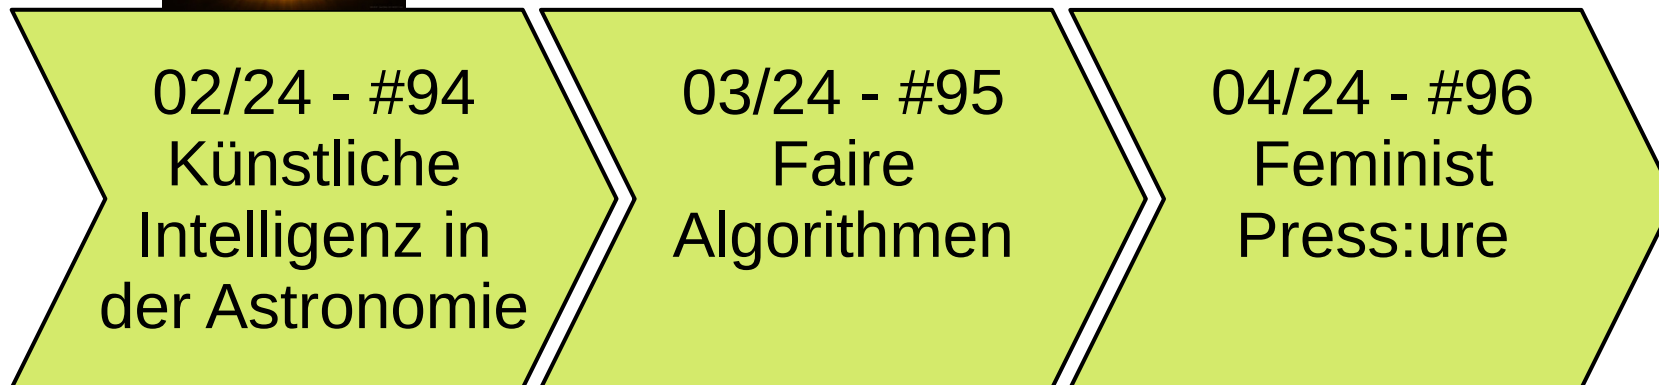 02/24 - #94
Künstliche
Intelligenz in
der Astronomie
03/24 - #95
Faire
Algorithmen
04/24 - #96
Feminist
Press:ure